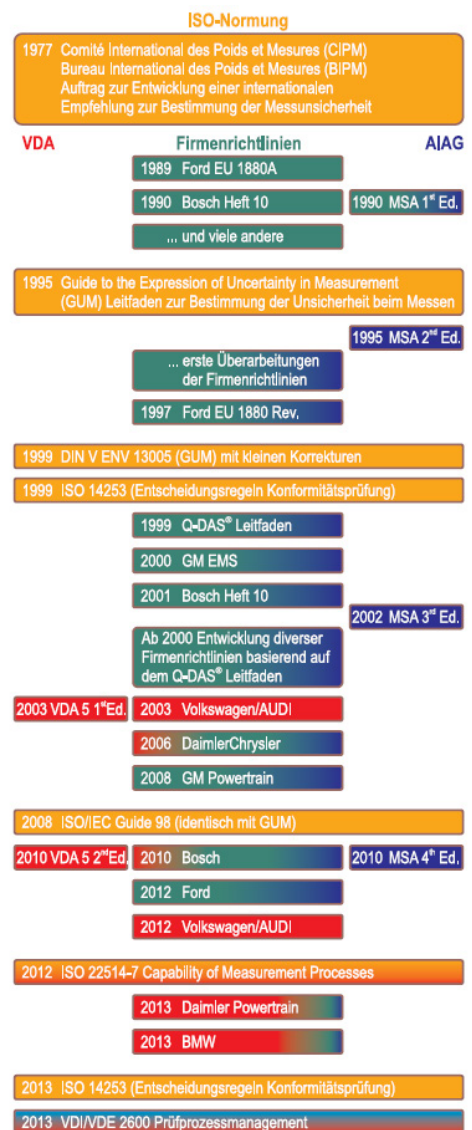 ISO-Normung
1977 Comité International des Poids et Mesures (CIPM)
Bureau International des Poids et Mesures (BIPM)
Auftrag zur Entwicklung einer internationalen
Empfehlung zur Bestimmung der Messunsicherheit
VDA Firmenrichtlinien AIAG
1989 Ford EU 1880A
1990 Bosch Heft 10 1990 MSA 1st Ed.
... und viele andere
1995 Guide to the Expression of Uncertainty in Measurement
(GUM) Leitfaden zur Bestimmung der Unsicherheit beim Messen
1995 MSA 2nd Ed.
... erste Überarbeitungen
der Firmenrichtlinien
1997 Ford EU 1880 Rev.
1999 DIN V ENV 13005 (GUM) mit kleinen Korrekturen
1999 ISO 14253 (Entscheidungsregeln Konformitätsprüfung)
1999 Q-DAS® Leitfaden
2000 GM EMS
2001 Bosch Heft 10
2002 MSA 3rd Ed.
Ab 2000 Entwicklung diverser
Firmenrichtlinien basierend auf
dem Q-DAS® Leitfaden
2003 VDA 5 1st Ed. 2003 Volkswagen/AUDI
2006 DaimlerChrysler
2008 GM Powertrain
2008 ISO/IEC Guide 98 (identisch mit GUM)
2010 VDA 5 2nd Ed. 2010 Bosch 2010 MSA 4th Ed.
2012 Ford
2012 Volkswagen/AUDI
2012 ISO 22514-7 Capability of Measurement Processes
2013 Daimler Powertrain
2013 BMW
2013 ISO 14253 (Entscheidungsregeln Konformitätsprüfung)
2013 VDI/VDE 2600 Prüfprozessmanagement